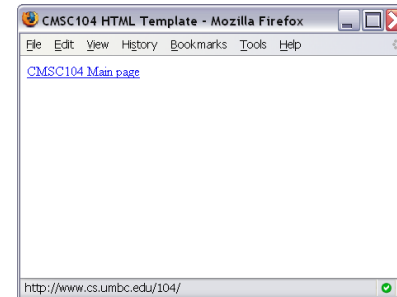 CMSC104 HTML Template - Mozilla Firefox
File Edit View History Bookmarks Tools Help
CMSC104 Main page
http://www.cs.umbc.edu/104/